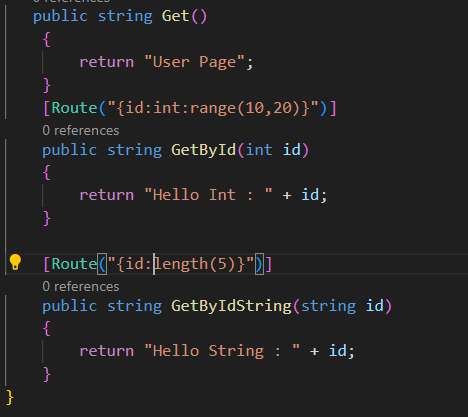 0 references
public string Get()
{
return "User Page";
}
[Route("{id:int:range(10,20)}")]
0 references
public string GetById(int id)
{
return "Hello Int : " + id;
}
[Route("{id:length(5)}")]
0 references
public string GetByIdString(string id)
{
return "Hello String : " + id;
}
}